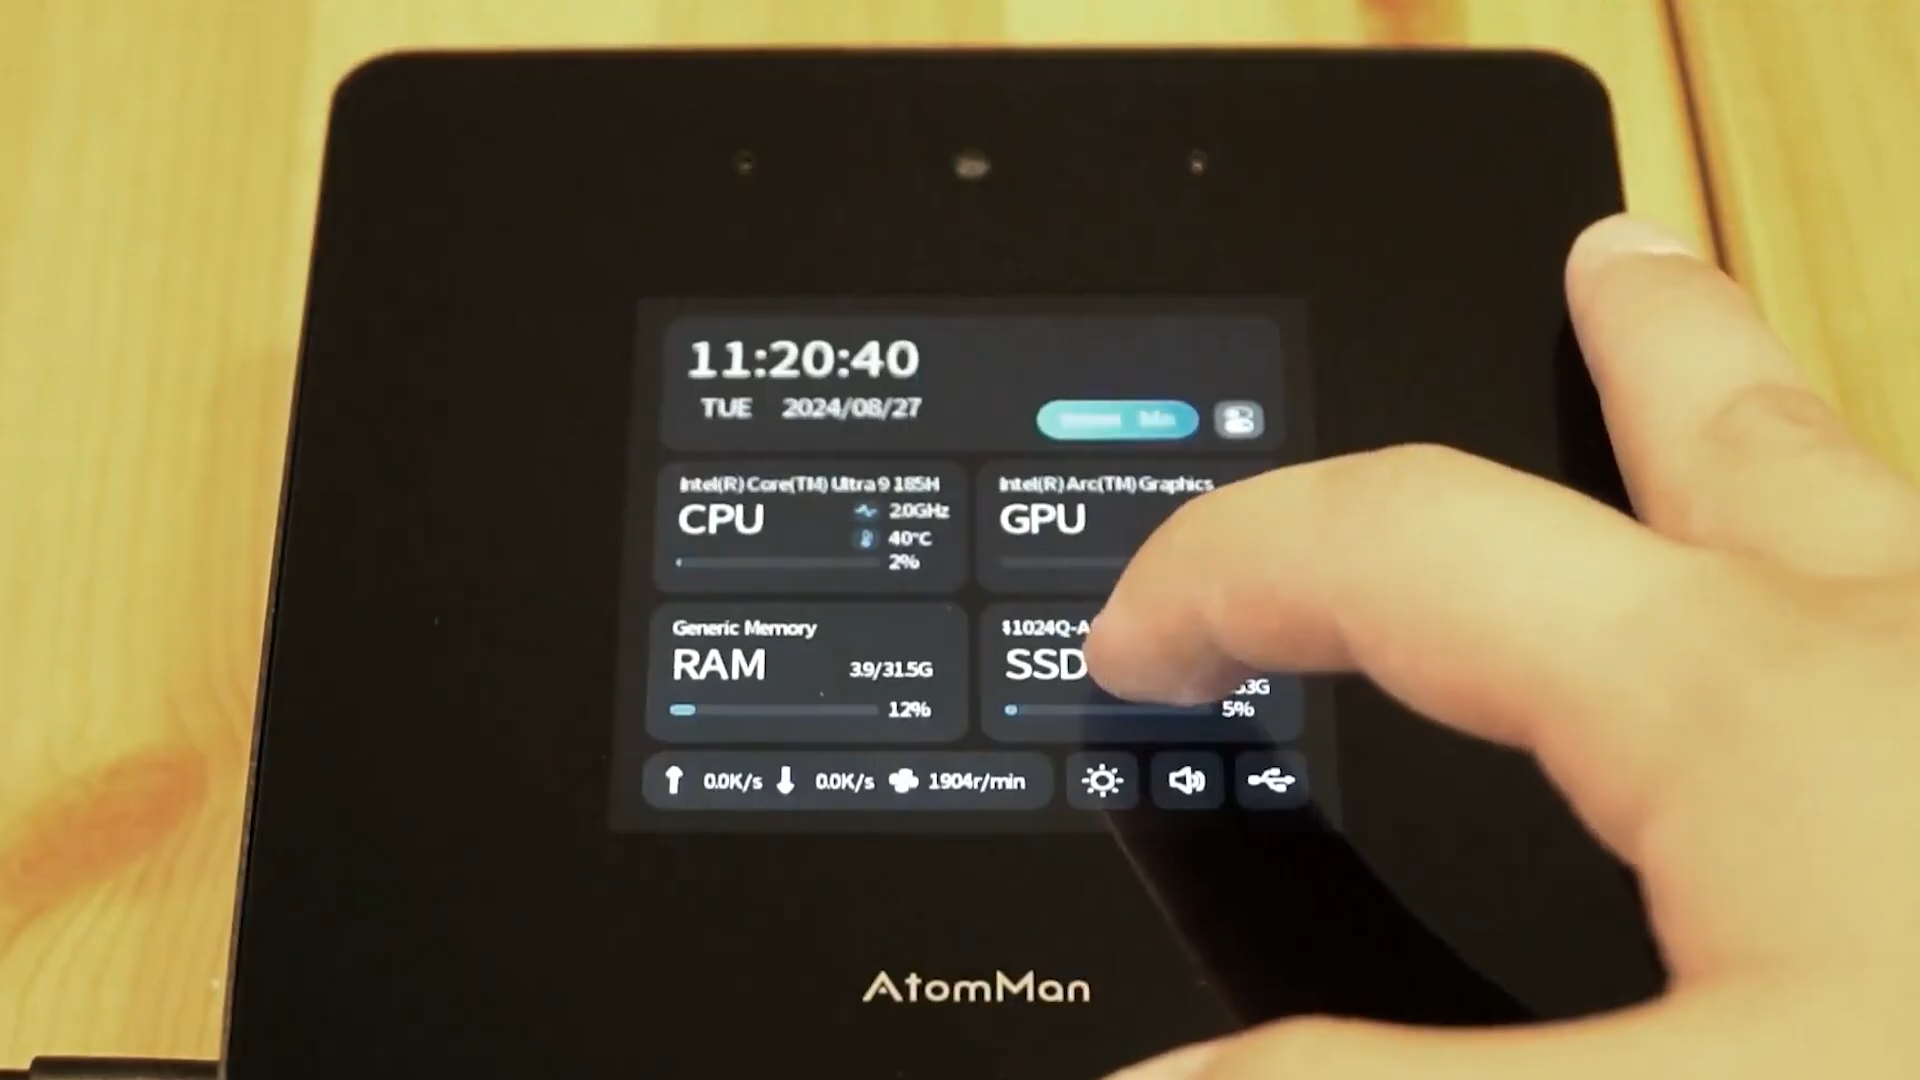 11:20:40
TUE 2024/08/27
Intel(R) Core(TM) Ultra 9 185H
CPU
2.0GHz
40°C
2%
Intel(R) Arc(TM) Graphics
GPU
Generic Memory
RAM
3.9/31.5G
12%
$1024Q-A
SSD
53G
5%
0.0K/s 0.0K/s 1904r/min
AtomMan